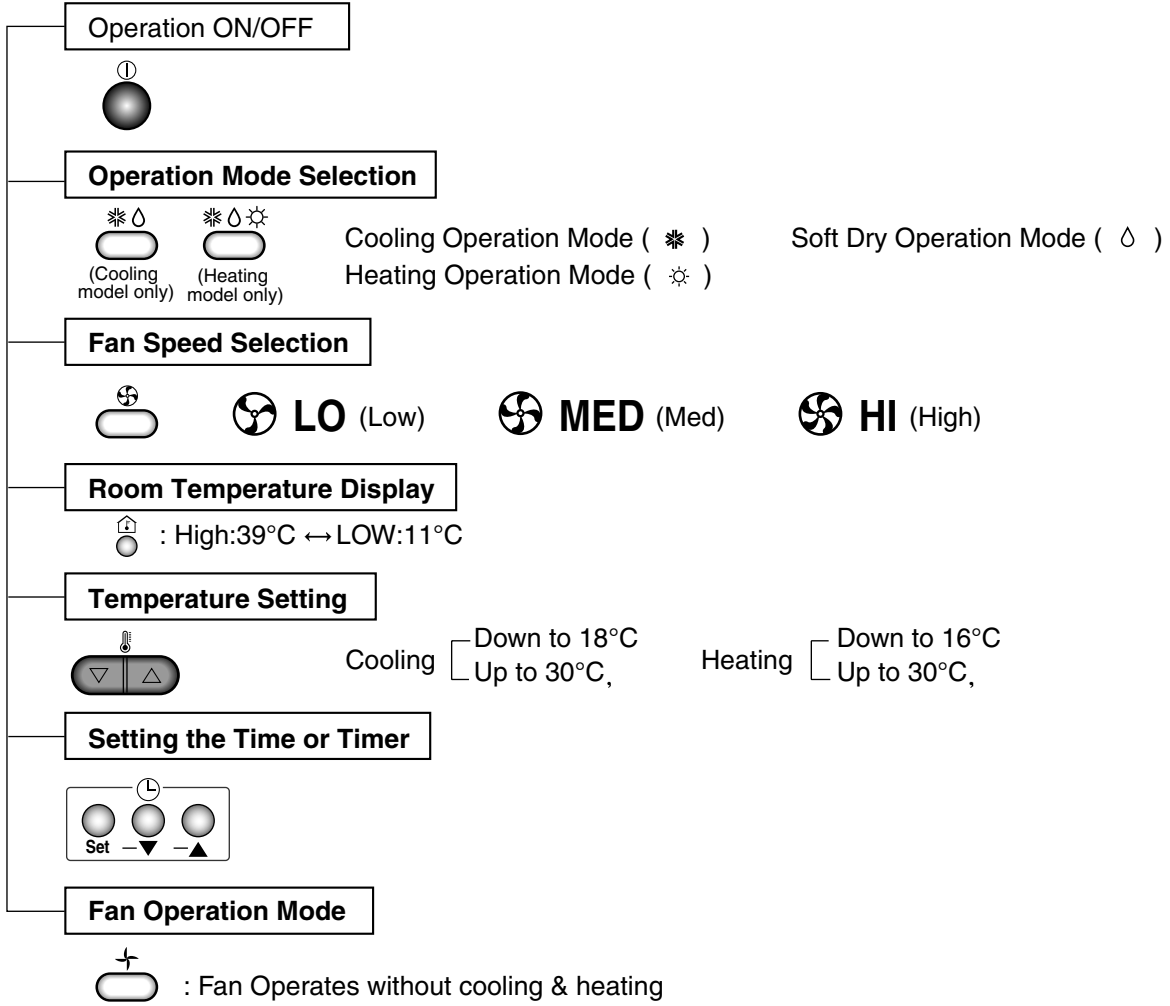 Operation ON/OFF
Operation Mode Selection
(Cooling model only)
(Heating model only)
Cooling Operation Mode ( ) Soft Dry Operation Mode ( )
Heating Operation Mode ( )
Fan Speed Selection
LO (Low) MED (Med) HI (High)
Room Temperature Display
: High:39°C ↔ LOW:11°C
Temperature Setting
Cooling Down to 18°C Up to 30°C,
Heating Down to 16°C Up to 30°C,
Setting the Time or Timer
Set –▼ –▲
Fan Operation Mode
: Fan Operates without cooling & heating